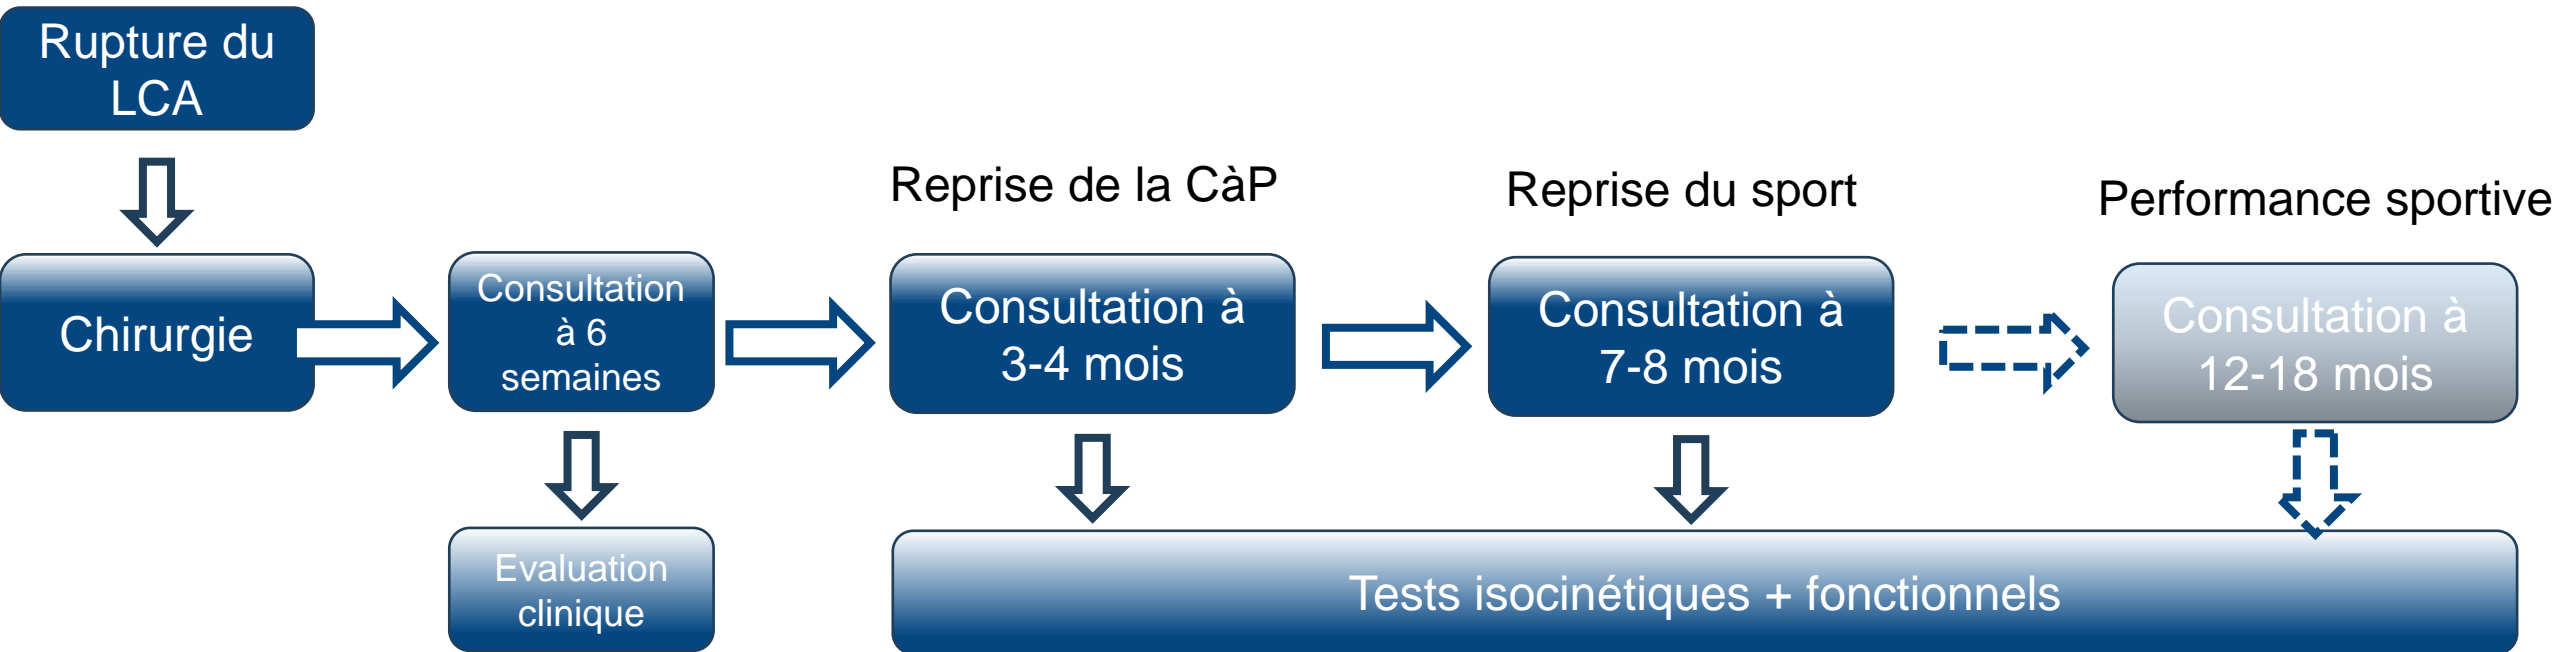 Rupture du
LCA
Reprise de la CàP
Reprise du sport
Performance sportive
Chirurgie
Consultation
à 6
semaines
Consultation à
3-4 mois
Consultation à
7-8 mois
Consultation à
12-18 mois
Evaluation
clinique
Tests isocinétiques + fonctionnels